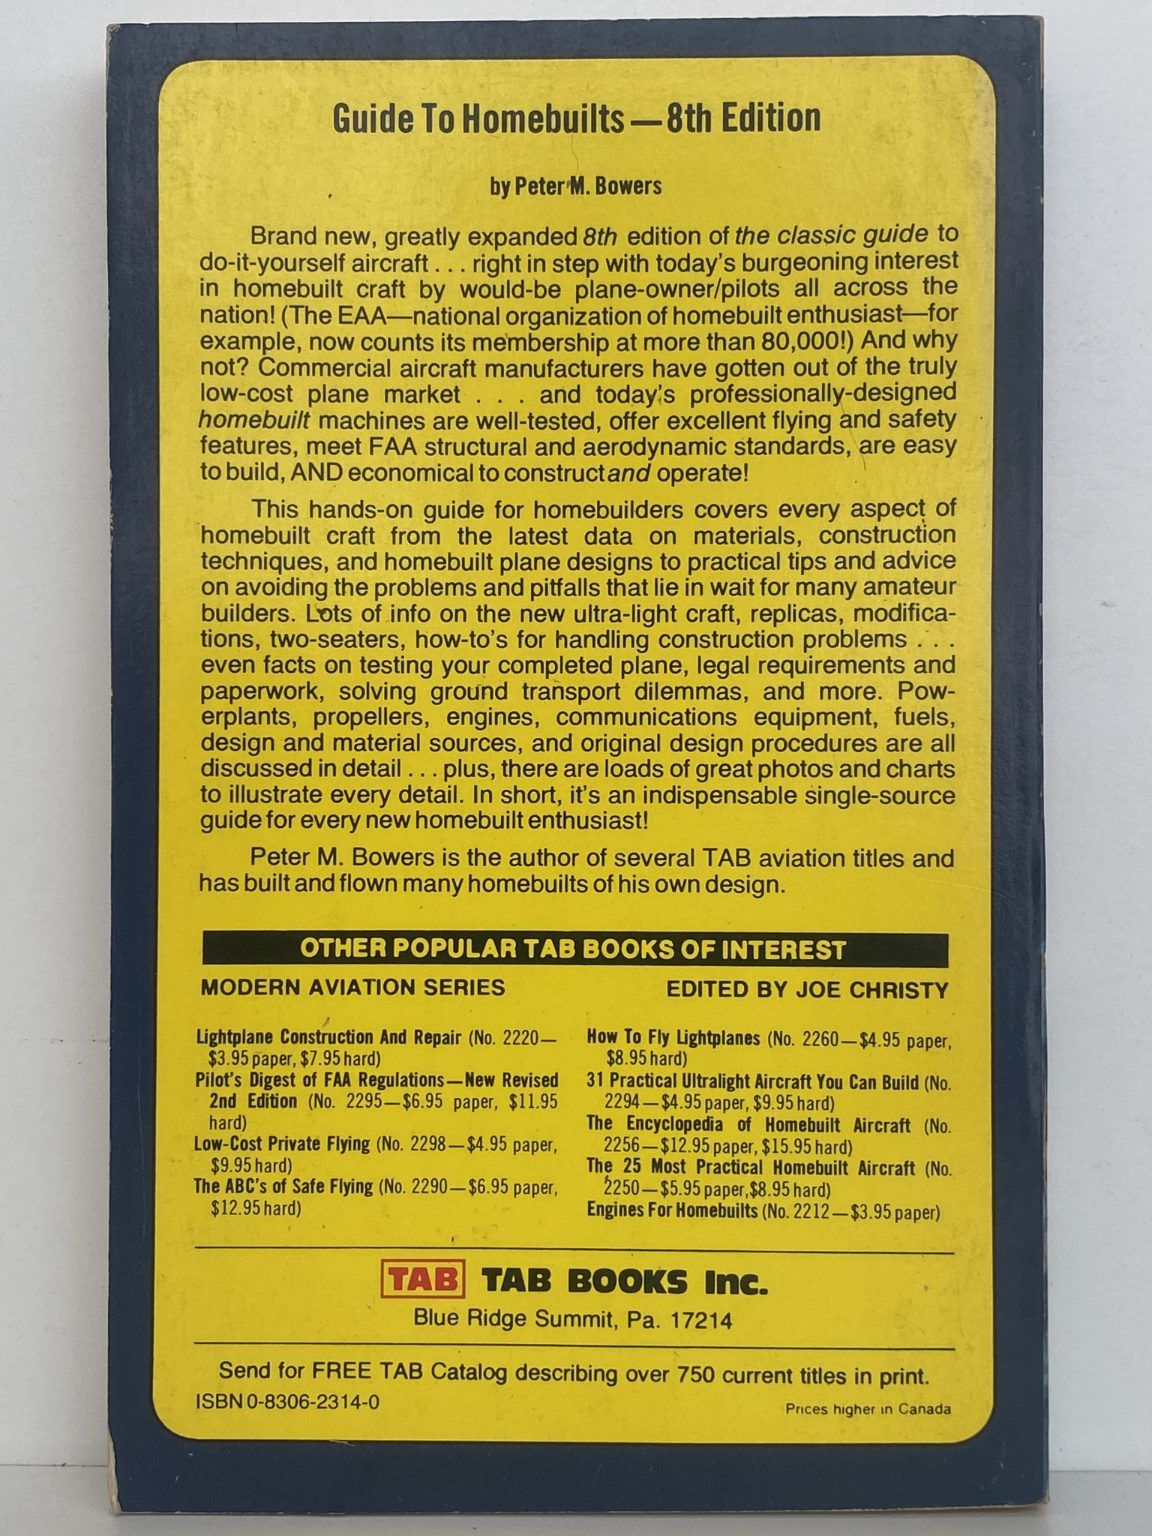 Guide To Homebuilts—8th Edition
by Peter M. Bowers
Brand new, greatly expanded 8th edition of the classic guide to
do-it-yourself aircraft . . . right in step with today's burgeoning interest
in homebuilt craft by would-be plane-owner/pilots all across the
nation! (The EAA—national organization of homebuilt enthusiast—for
example, now counts its membership at more than 80,000!) And why
not? Commercial aircraft manufacturers have gotten out of the truly
low-cost plane market . . . and today's professionally-designed
homebuilt machines are well-tested, offer excellent flying and safety
features, meet FAA structural and aerodynamic standards, are easy
to build, AND economical to construct and operate!
This hands-on guide for homebuilders covers every aspect of
homebuilt craft from the latest data on materials, construction
techniques, and homebuilt plane designs to practical tips and advice
on avoiding the problems and pitfalls that lie in wait for many amateur
builders. Lots of info on the new ultra-light craft, replicas, modifica-
tions, two-seaters, how-to's for handling construction problems . . .
even facts on testing your completed plane, legal requirements and
paperwork, solving ground transport dilemmas, and more. Pow-
erplants, propellers, engines, communications equipment, fuels,
design and material sources, and original design procedures are all
discussed in detail . . . plus, there are loads of great photos and charts
to illustrate every detail. In short, it's an indispensable single-source
guide for every new homebuilt enthusiast!
Peter M. Bowers is the author of several TAB aviation titles and
has built and flown many homebuilts of his own design.
OTHER POPULAR TAB BOOKS OF INTEREST
MODERN AVIATION SERIES
EDITED BY JOE CHRISTY
Lightplane Construction And Repair (No. 2220—
$3.95 paper, $7.95 hard)
Pilot's Digest of FAA Regulations—New Revised
2nd Edition (No. 2295—$6.95 paper, $11.95
hard)
Low-Cost Private Flying (No. 2298—$4.95 paper,
$9.95 hard)
The ABC's of Safe Flying (No. 2290—$6.95 paper,
$12.95 hard)
How To Fly Lightplanes (No. 2260—$4.95 paper,
$8.95 hard)
31 Practical Ultralight Aircraft You Can Build (No.
2294—$4.95 paper, $9.95 hard)
The Encyclopedia of Homebuilt Aircraft (No.
2256—$12.95 paper, $15.95 hard)
The 25 Most Practical Homebuilt Aircraft (No.
2250—$5.95 paper, $8.95 hard)
Engines For Homebuilts (No. 2212—$3.95 paper)
TAB TAB BOOKS Inc.
Blue Ridge Summit, Pa. 17214
Send for FREE TAB Catalog describing over 750 current titles in print.
ISBN 0-8306-2314-0
Prices higher in Canada